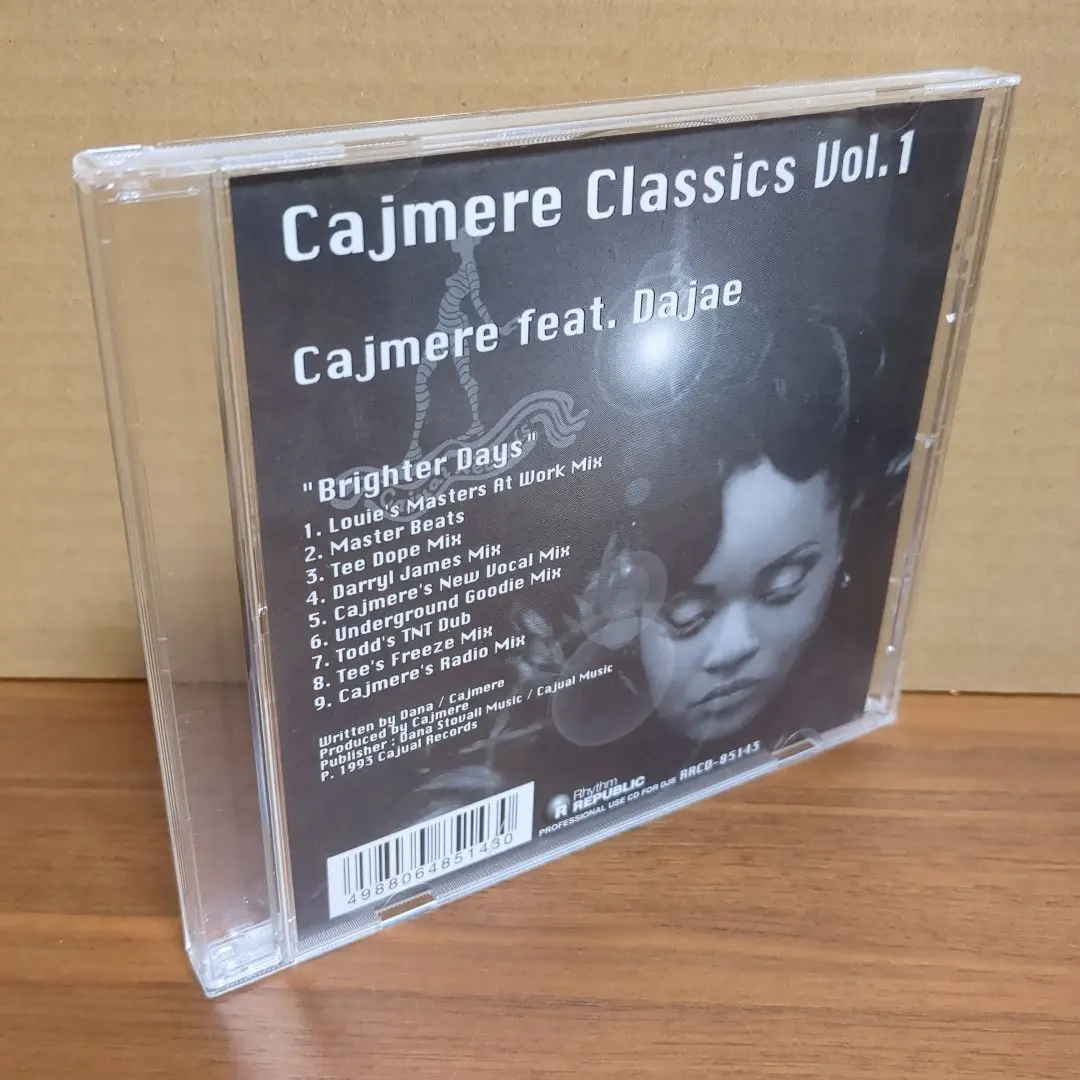 Cajmere Classics Vol.1
Cajmere feat. Dajae
"Brighter Days"
1. Louie's Masters At Work Mix
2. Master Beats
3. Tee Dope Mix
4. Darryl James Mix
5. Cajmere's New Vocal Mix
6. Underground Goodie Mix
7. Todd's TNT Dub
8. Tee's Freeze Mix
9. Cajmere's Radio Mix
Written by Dana / Cajmere
Produced by Cajmere
Publisher : Dana Stovall Music / Cajual Music
P. 1993 Cajual Records
4988064851430
R Rhythm
REPUBLIC
PROFESSIONAL USE CD FOR DJS
RRCD-85143